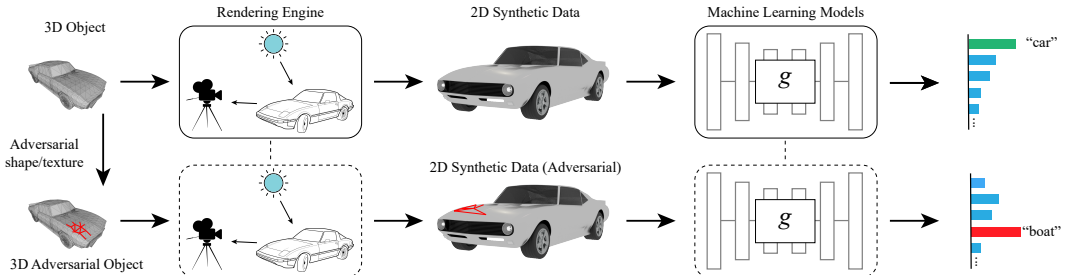 Rendering Engine
2D Synthetic Data
Machine Learning Models
3D Object
"car"
g
Adversarial
shape/texture
2D Synthetic Data (Adversarial)
g
"boat"
3D Adversarial Object